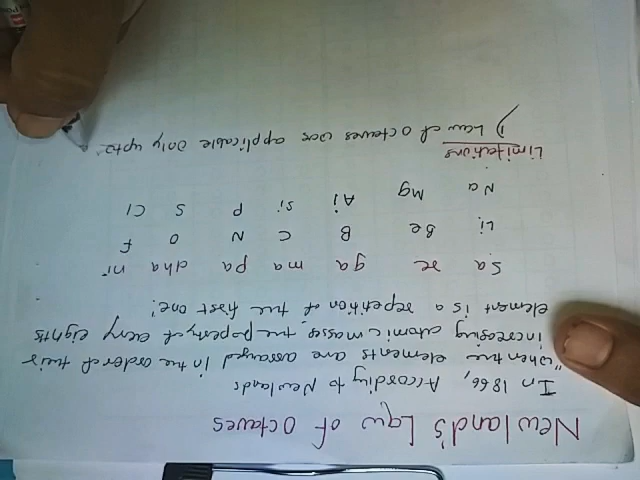 Newland's Law of Octaves
In 1866, According to Newlands
"when the elements are arranged in the order of their
increasing atomic masses, the property of every eights
element is a repetition of the first one'.
Sa re ga ma pa dha ni
Li Be B C N O F
Na Mg Al Si P S Cl
Limitations
1) Law of octaves was applicable only upto